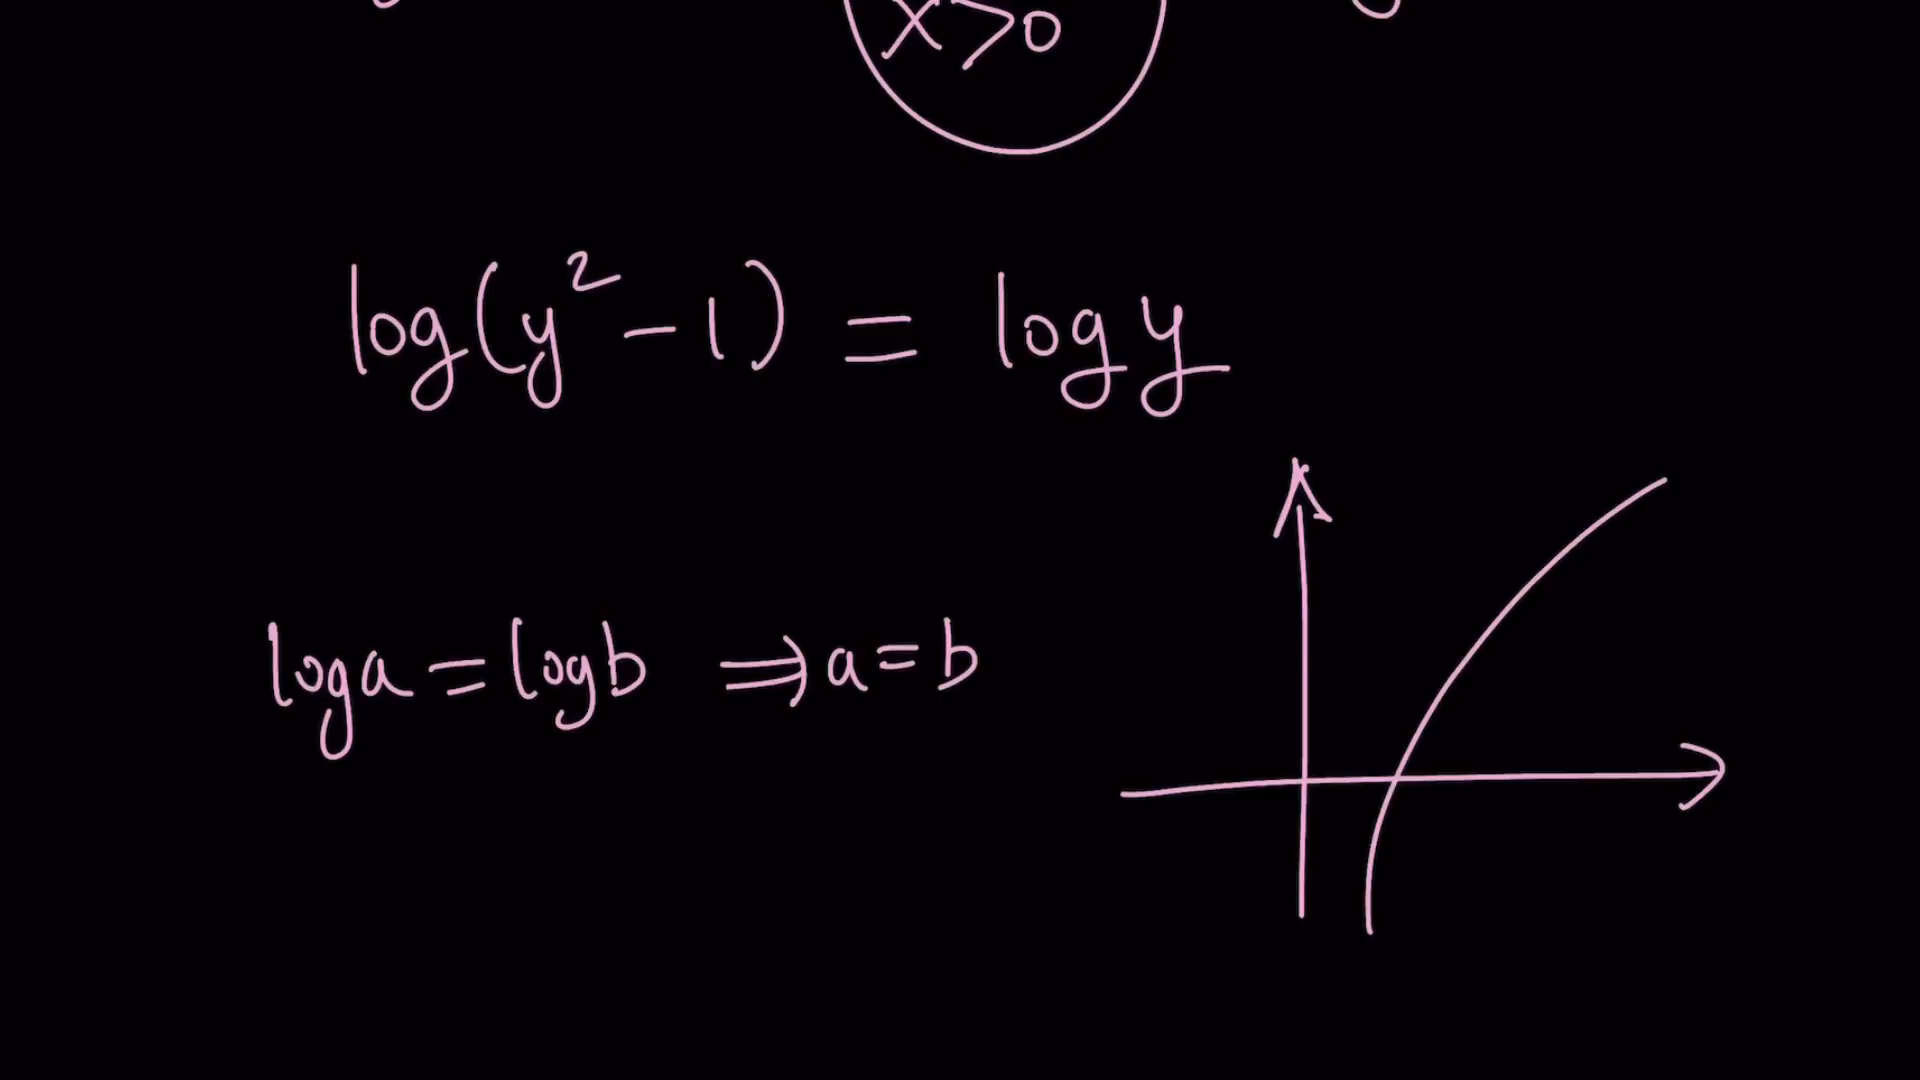 x>0
log(y²-1) = log y
log a = log b ⇒ a = b